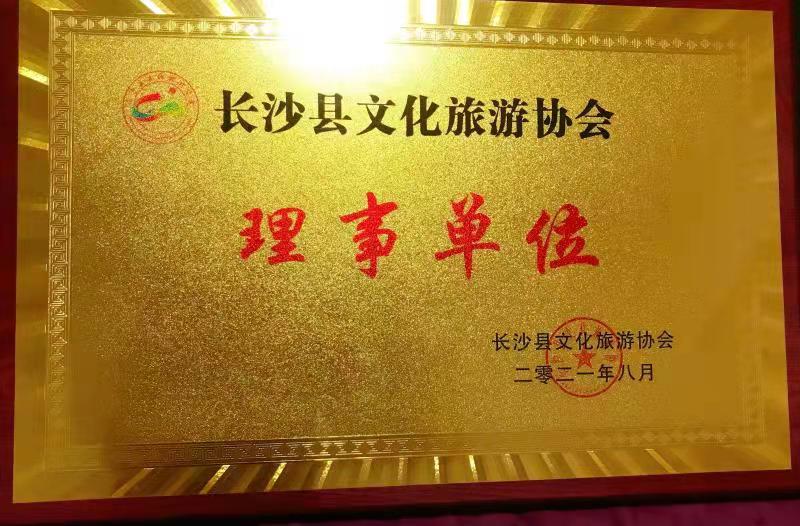 长沙县文化旅游协会
理事单位
长沙县文化旅游协会
二零二一年八月